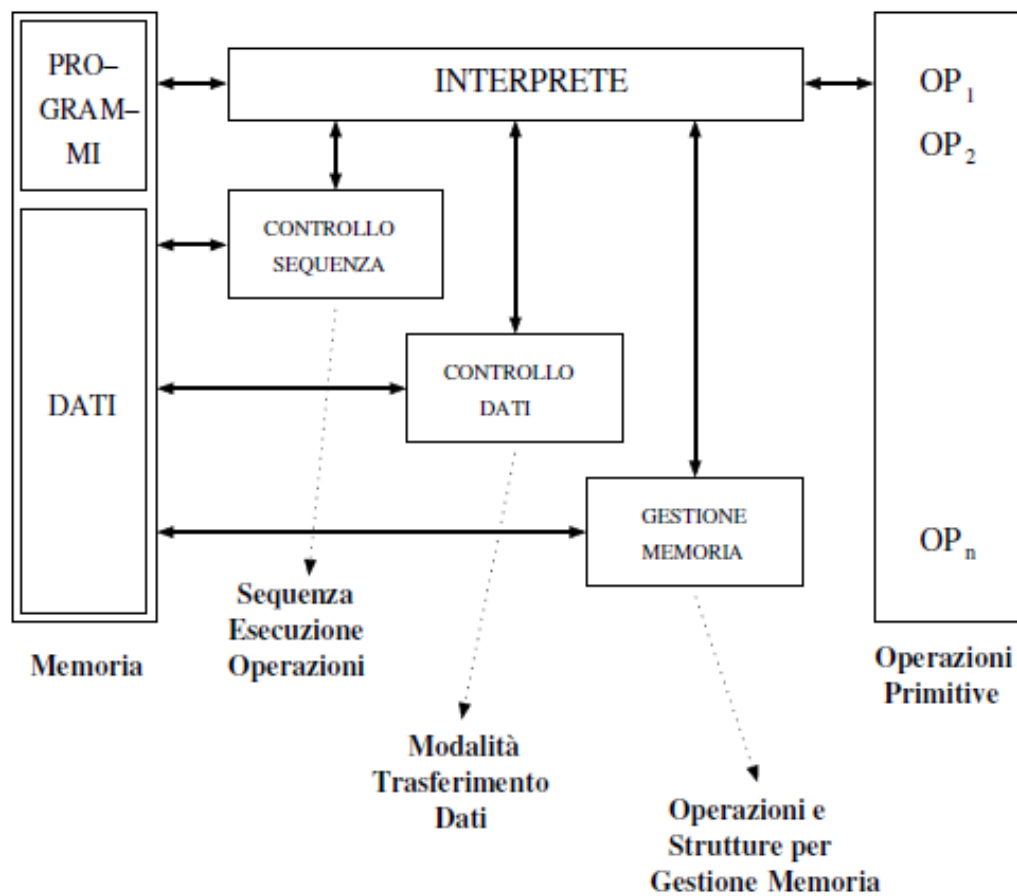 PRO–
GRAM–
MI
INTERPRETE
OP1
OP2
CONTROLLO
SEQUENZA
CONTROLLO
DATI
DATI
GESTIONE
MEMORIA
OPn
Sequenza
Esecuzione
Operazioni
Memoria
Operazioni
Primitive
Modalità
Trasferimento
Dati
Operazioni e
Strutture per
Gestione Memoria